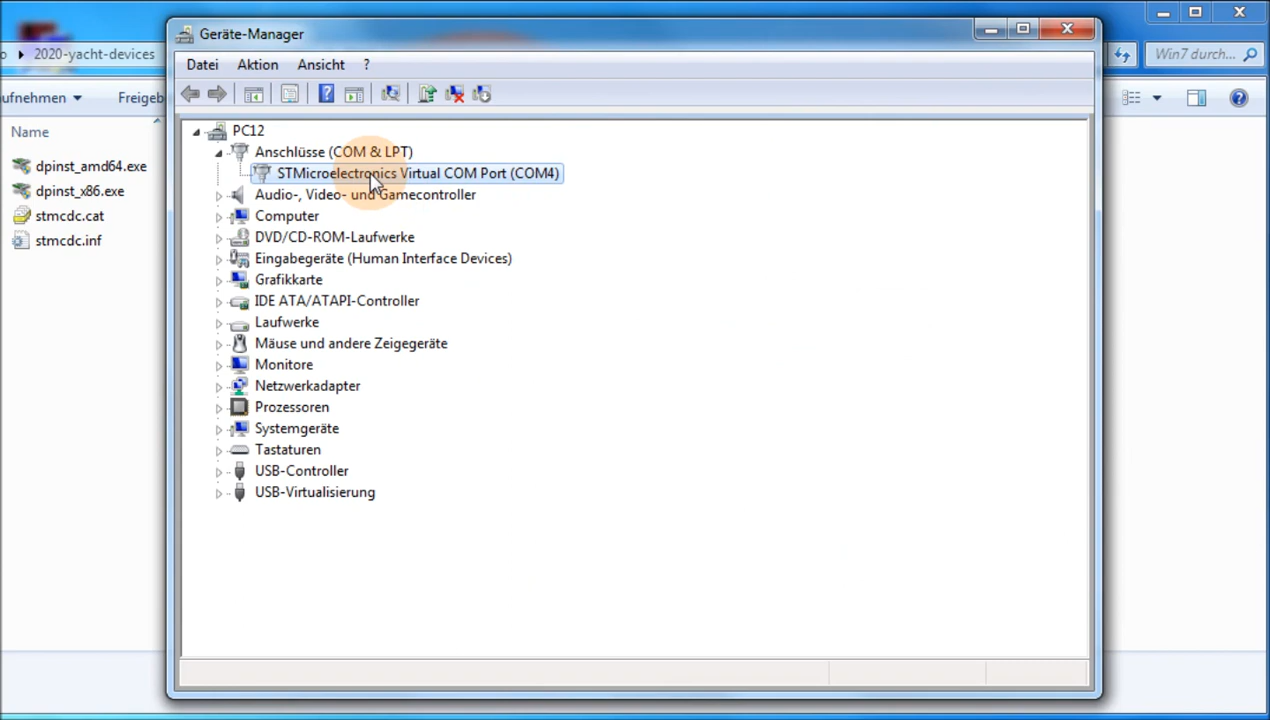 Geräte-Manager
o ▸ 2020-yacht-devices
Win7 durch...
Datei Aktion Ansicht ?
ufnehmen Freigeb
Name
dpinst_amd64.exe
dpinst_x86.exe
stmcdc.cat
stmcdc.inf
PC12
Anschlüsse (COM & LPT)
STMicroelectronics Virtual COM Port (COM4)
Audio-, Video- und Gamecontroller
Computer
DVD/CD-ROM-Laufwerke
Eingabegeräte (Human Interface Devices)
Grafikkarte
IDE ATA/ATAPI-Controller
Laufwerke
Mäuse und andere Zeigegeräte
Monitore
Netzwerkadapter
Prozessoren
Systemgeräte
Tastaturen
USB-Controller
USB-Virtualisierung